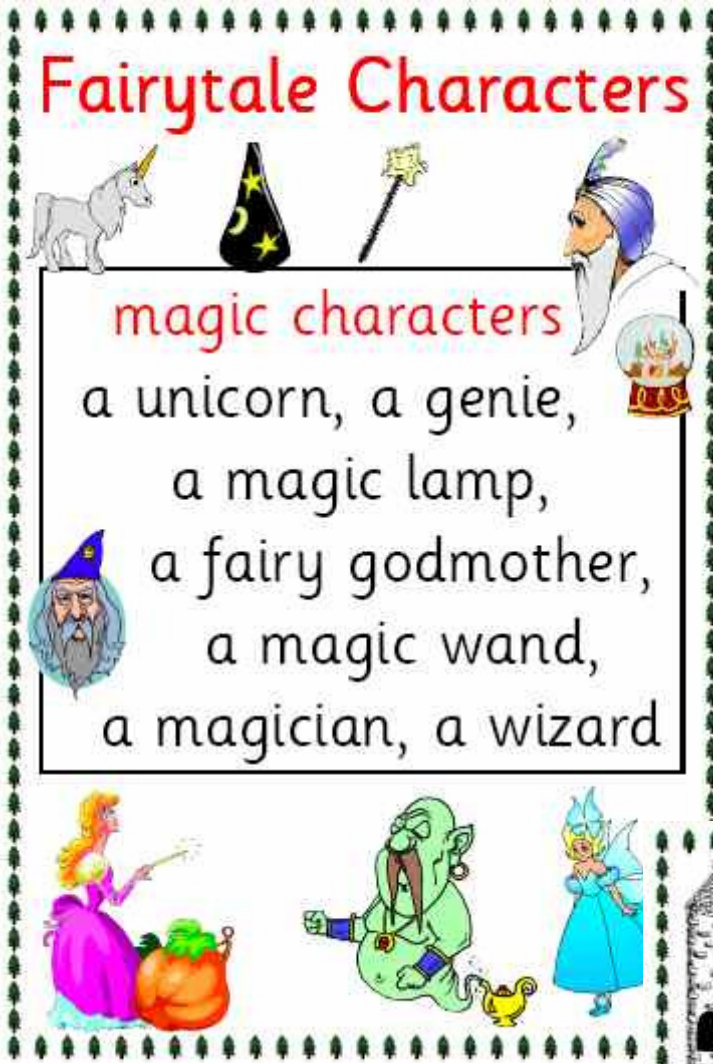 Fairytale Characters
magic characters
a unicorn, a genie,
a magic lamp,
a fairy godmother,
a magic wand,
a magician, a wizard